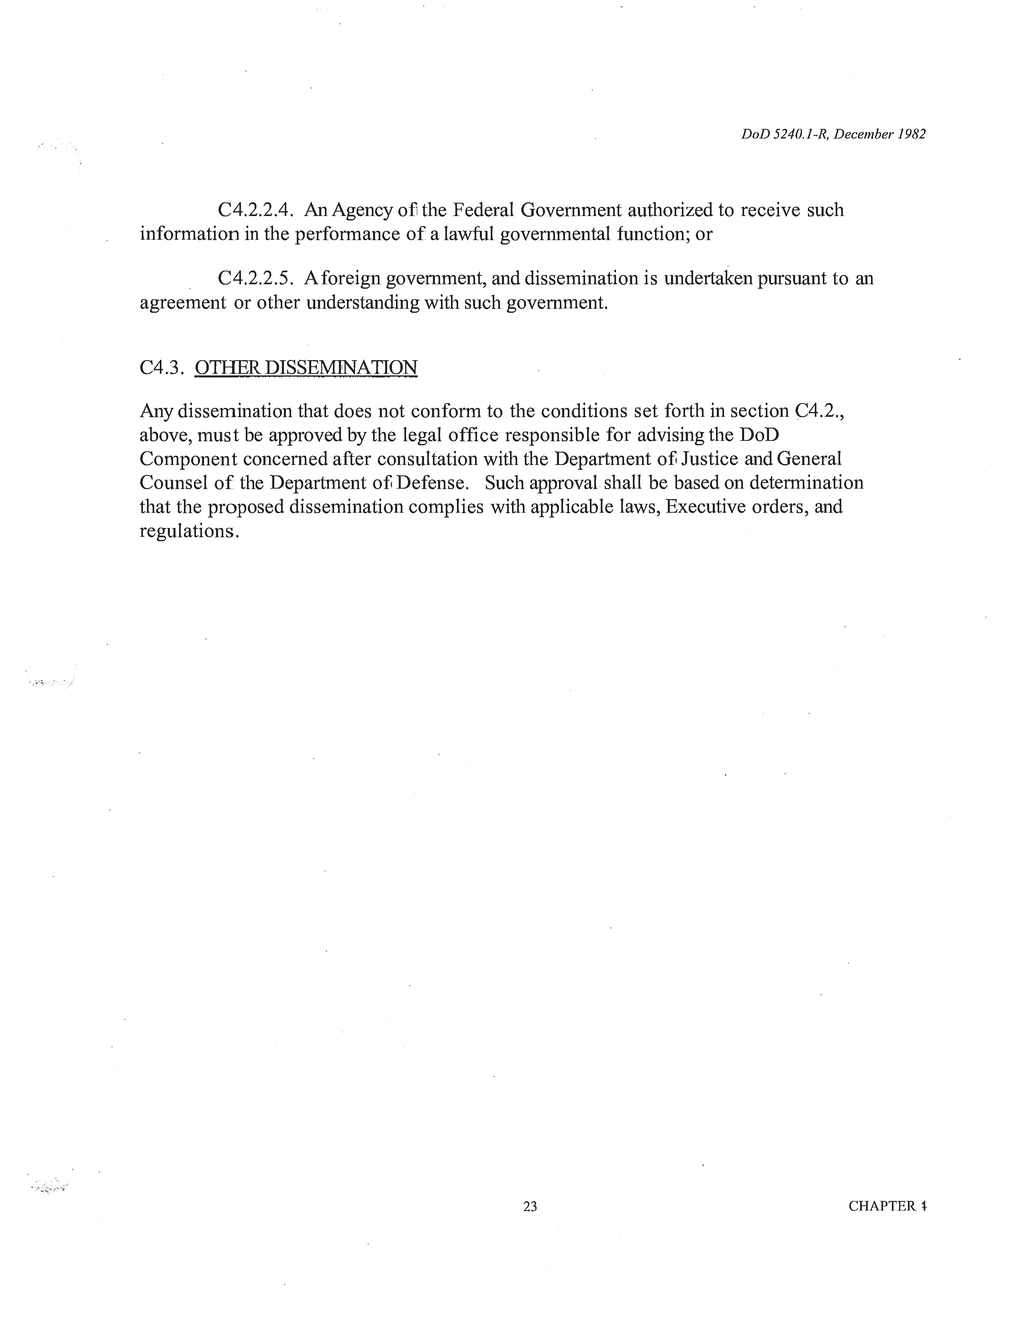 DoD 5240.1-R, December 1982
C4.2.2.4. An Agency of the Federal Government authorized to receive such
information in the performance of a lawful governmental function; or
C4.2.2.5. A foreign government, and dissemination is undertaken pursuant to an
agreement or other understanding with such government.
C4.3. OTHER DISSEMINATION
Any dissemination that does not conform to the conditions set forth in section C4.2.,
above, must be approved by the legal office responsible for advising the DoD
Component concerned after consultation with the Department of Justice and General
Counsel of the Department of Defense. Such approval shall be based on determination
that the proposed dissemination complies with applicable laws, Executive orders, and
regulations.
23 CHAPTER 4